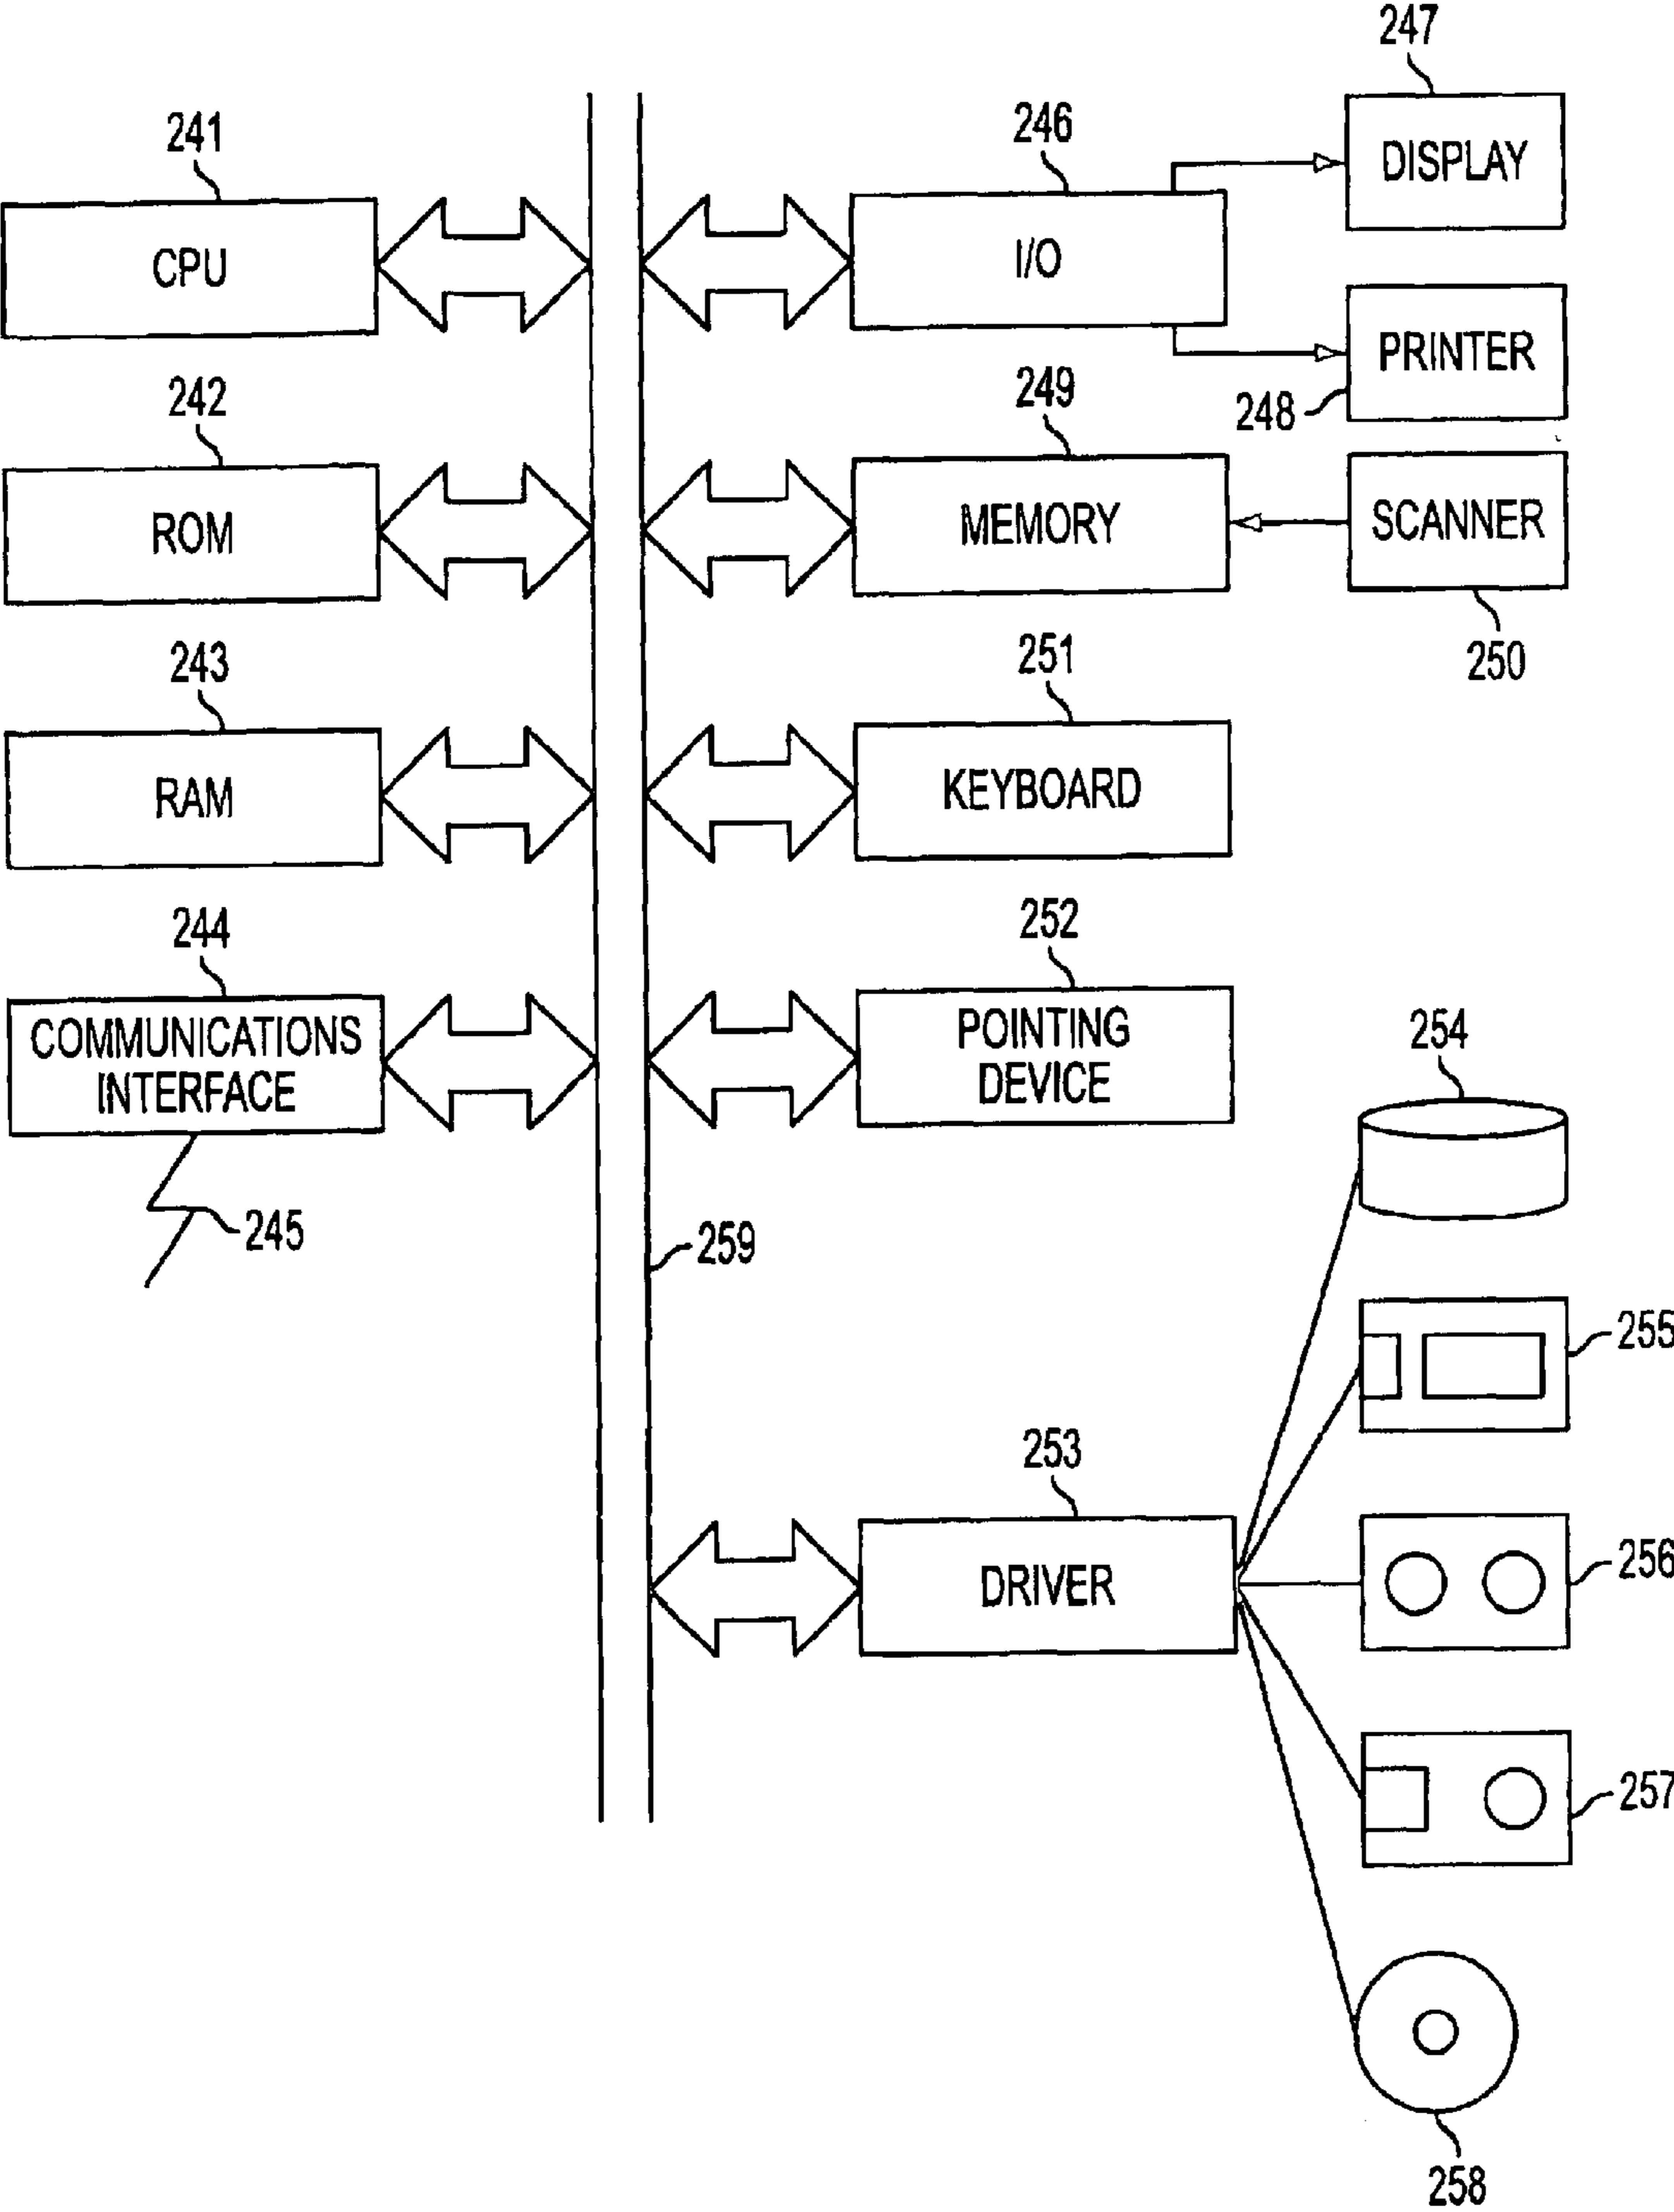 247
DISPLAY
241
CPU
246
I/O
PRINTER
248
242
ROM
249
MEMORY
SCANNER
250
243
RAM
251
KEYBOARD
244
COMMUNICATIONS
INTERFACE
245
252
POINTING
DEVICE
259
254
255
253
DRIVER
256
257
258